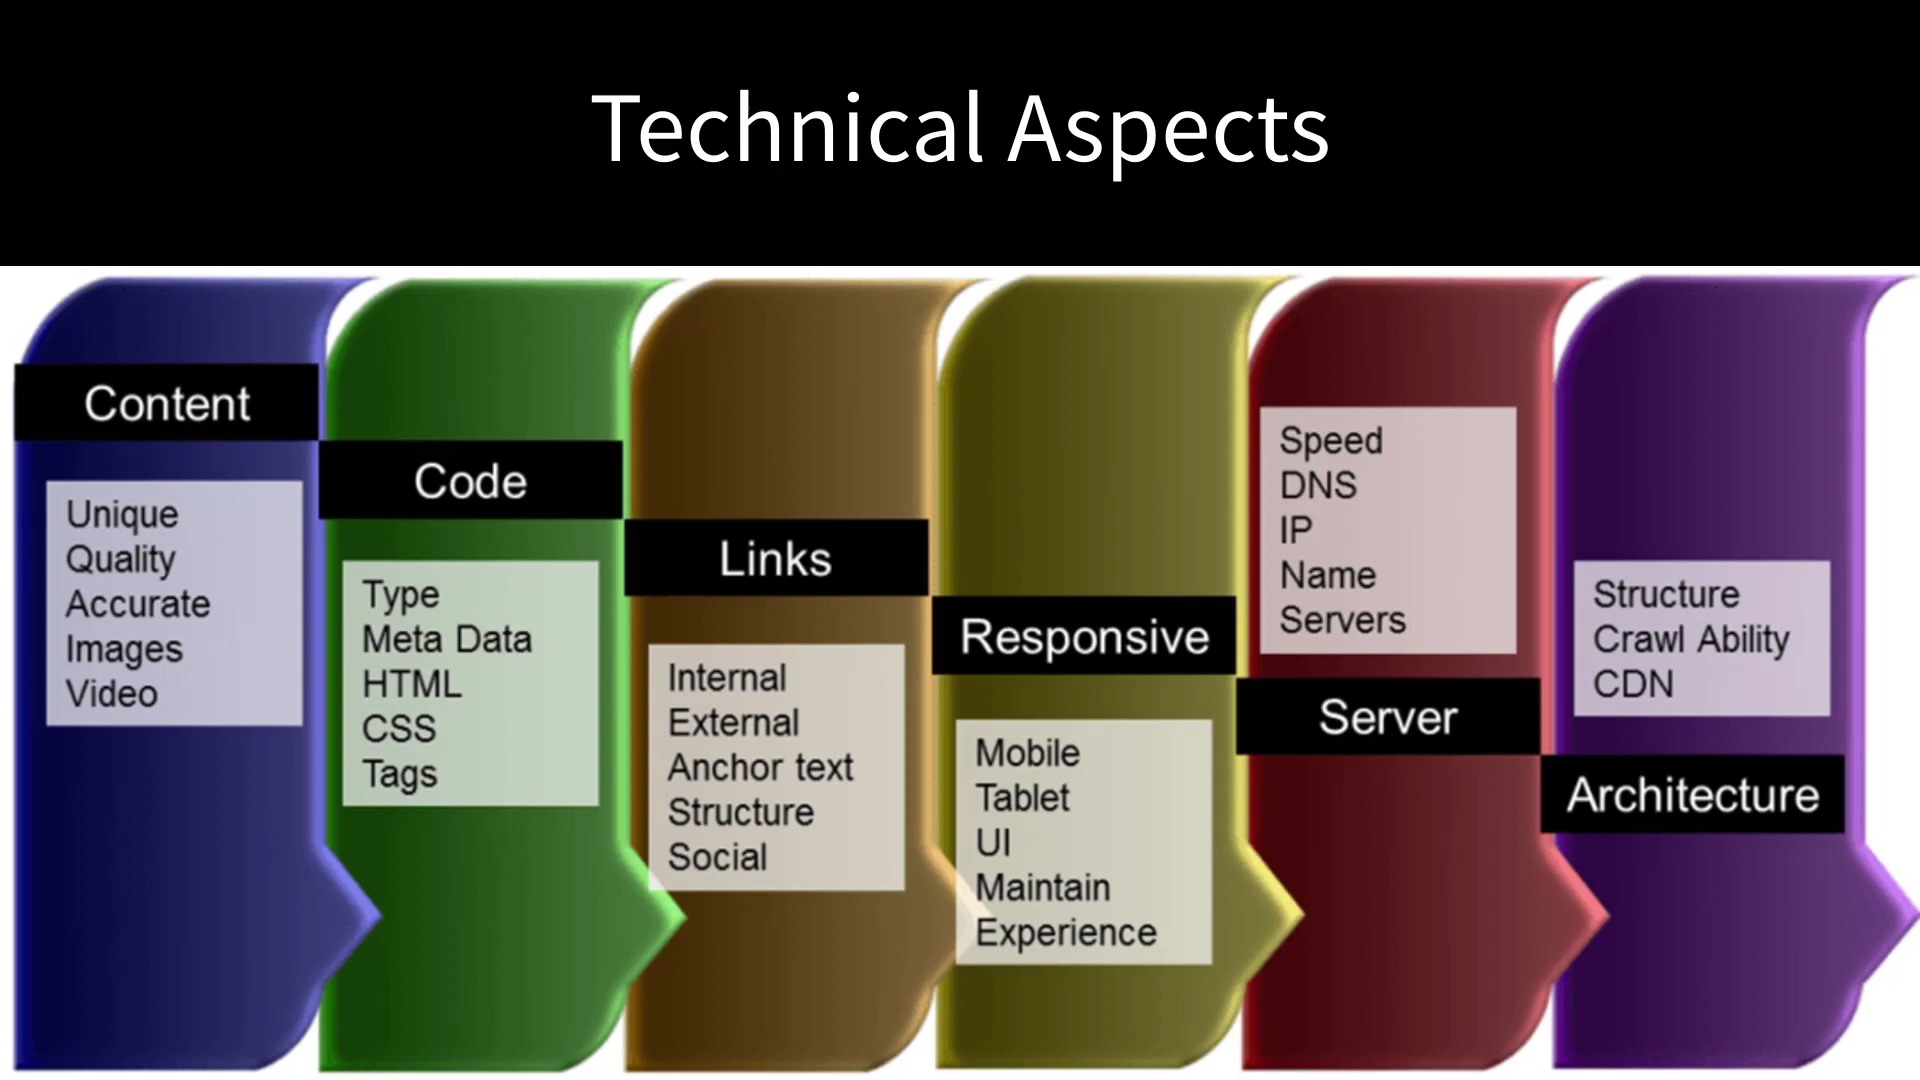 Technical Aspects
Content
Unique
Quality
Accurate
Images
Video
Code
Type
Meta Data
HTML
CSS
Tags
Links
Internal
External
Anchor text
Structure
Social
Responsive
Mobile
Tablet
UI
Maintain
Experience
Speed
DNS
IP
Name
Servers
Server
Structure
Crawl Ability
CDN
Architecture